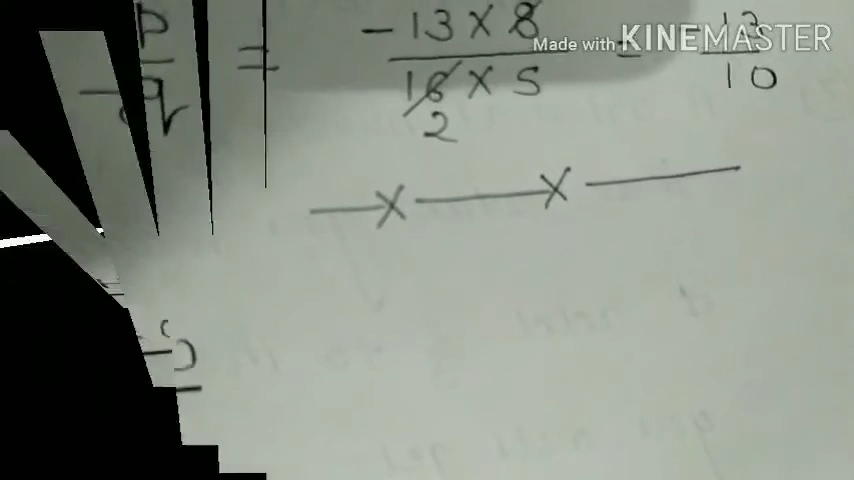 p/q = -13 X 8 / 16 X 5 = -13 / 10
2
Made with KINEMASTER
—X——X——